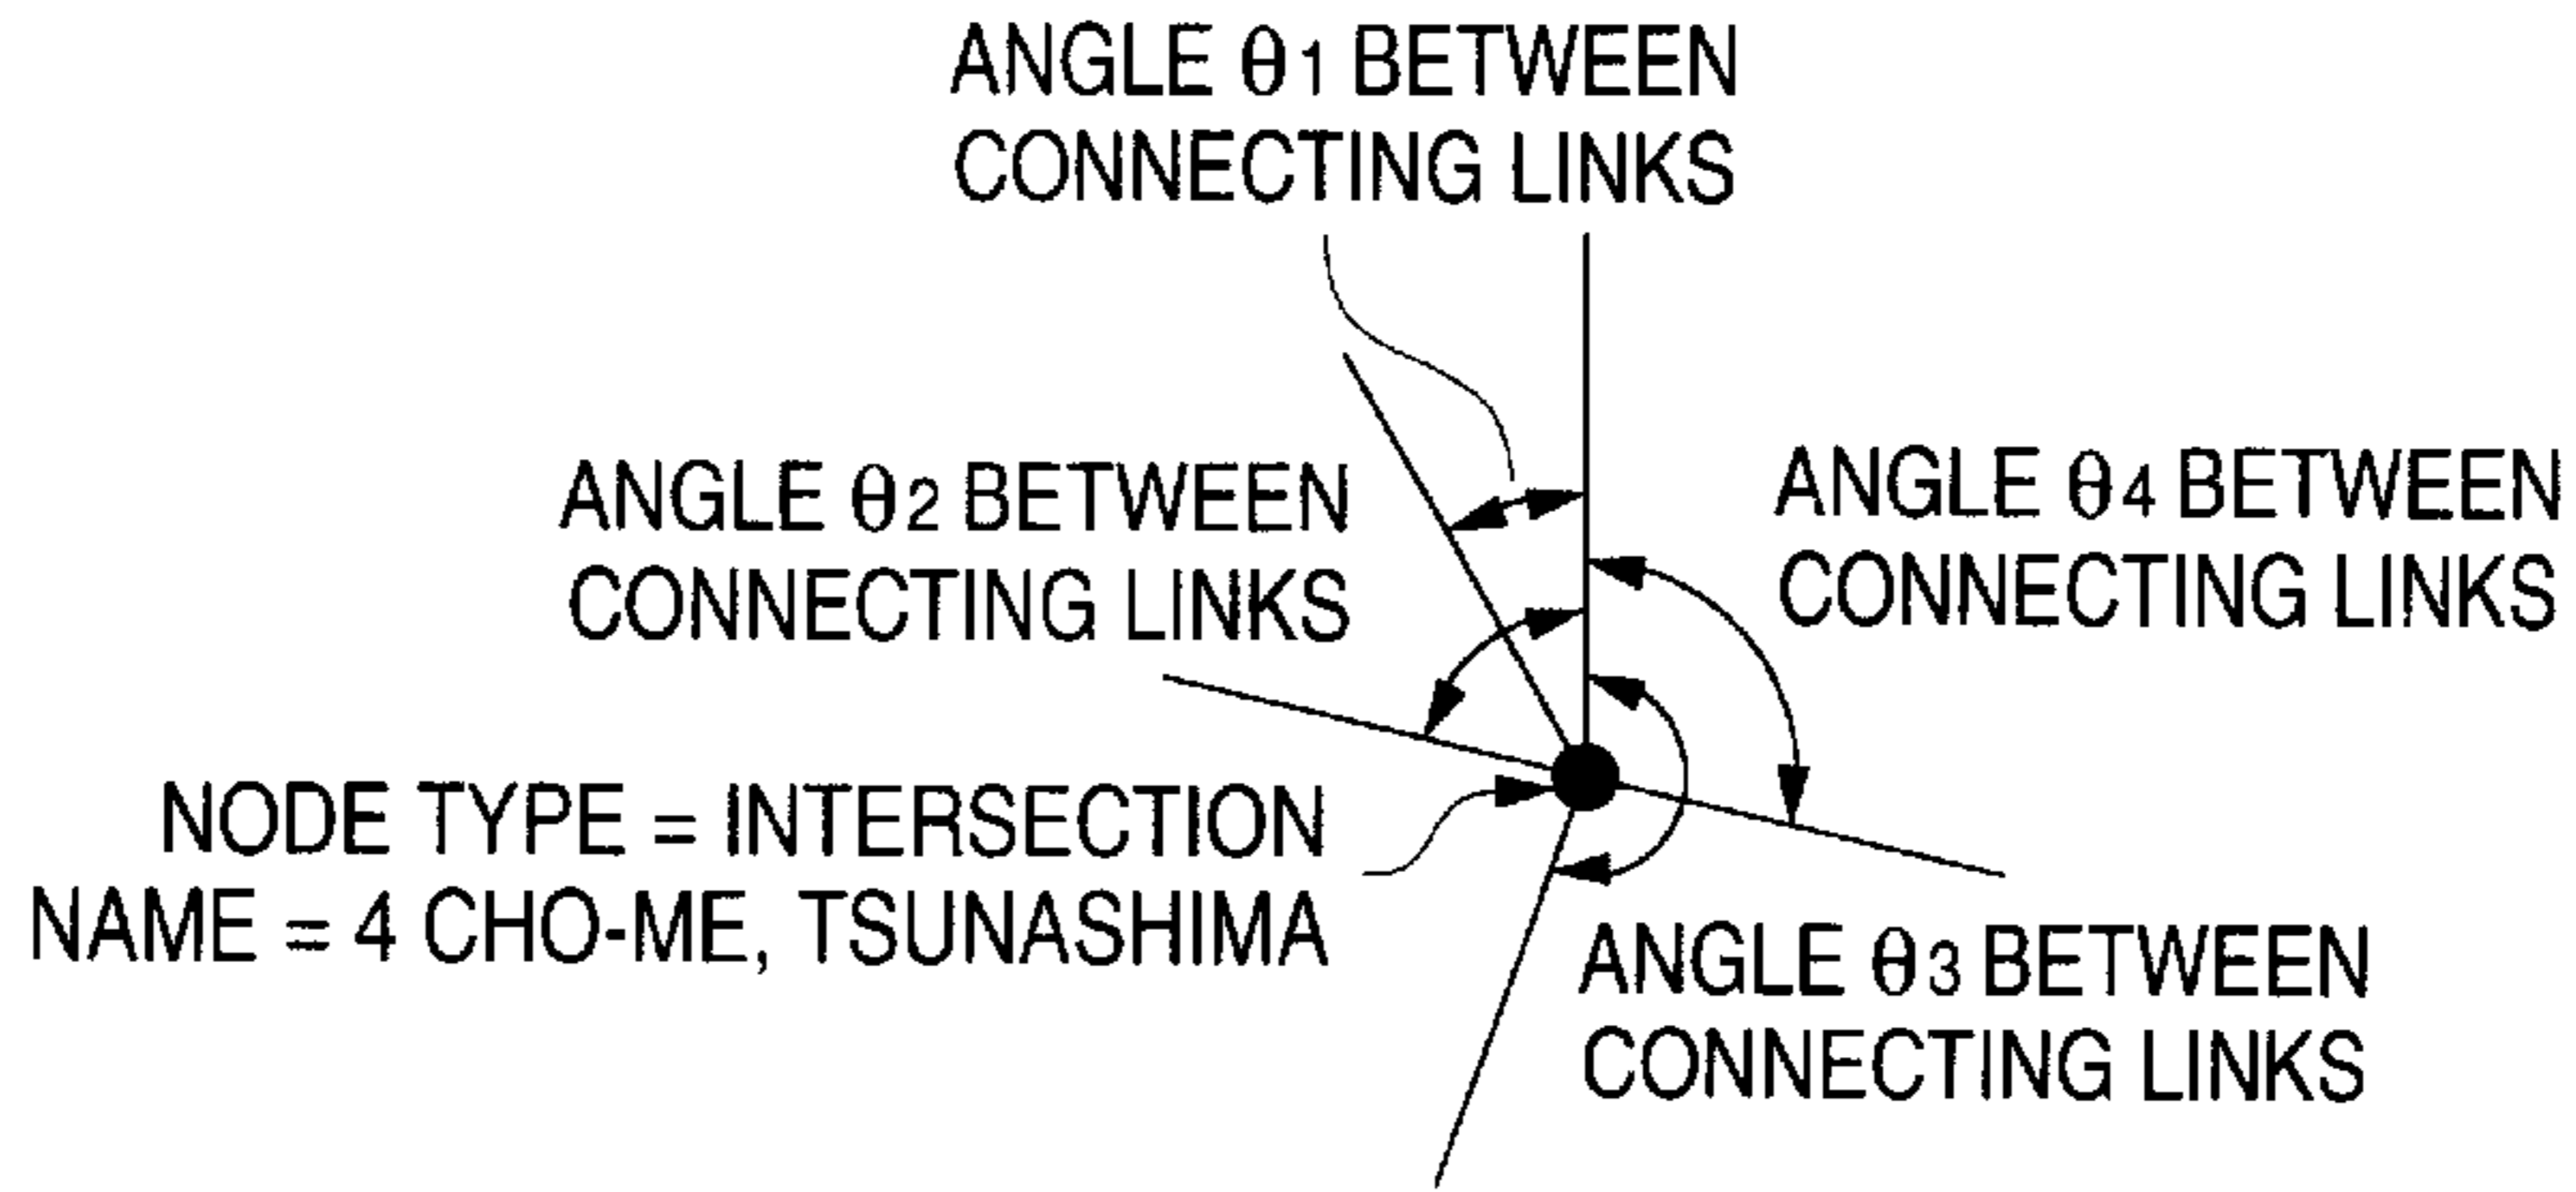 ANGLE θ1 BETWEEN
CONNECTING LINKS
ANGLE θ2 BETWEEN
CONNECTING LINKS
ANGLE θ4 BETWEEN
CONNECTING LINKS
NODE TYPE = INTERSECTION
NAME = 4 CHO-ME, TSUNASHIMA
ANGLE θ3 BETWEEN
CONNECTING LINKS